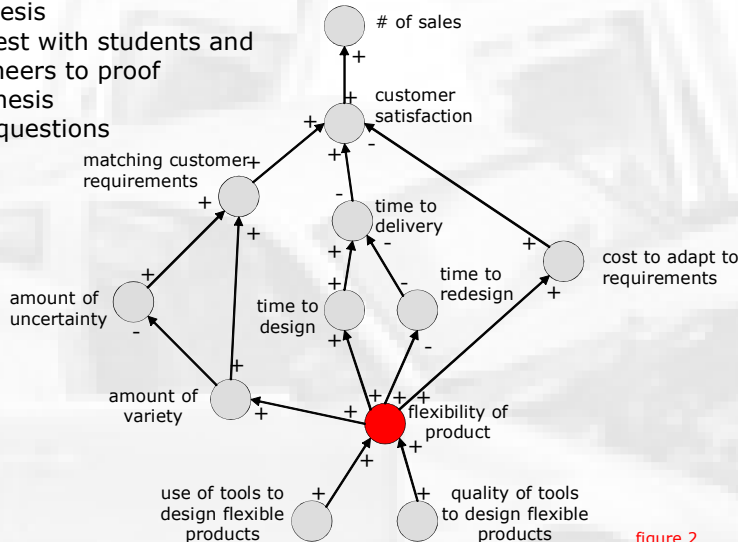 esis
est with students and
neers to proof
nesis
questions
# of sales
+
+
customer
satisfaction
+
-
+
matching customer+
requirements
-
+
+
time to
delivery
-
+
+
cost to adapt to
requirements
+
+
-
time to
redesign
+
amount of
uncertainty
time to
design
-
+
-
+
amount of
variety
+
+
+
+
+
flexibility of
product
+
+
use of tools to
design flexible
products
+
quality of tools
to design flexible
products
+
figure 2